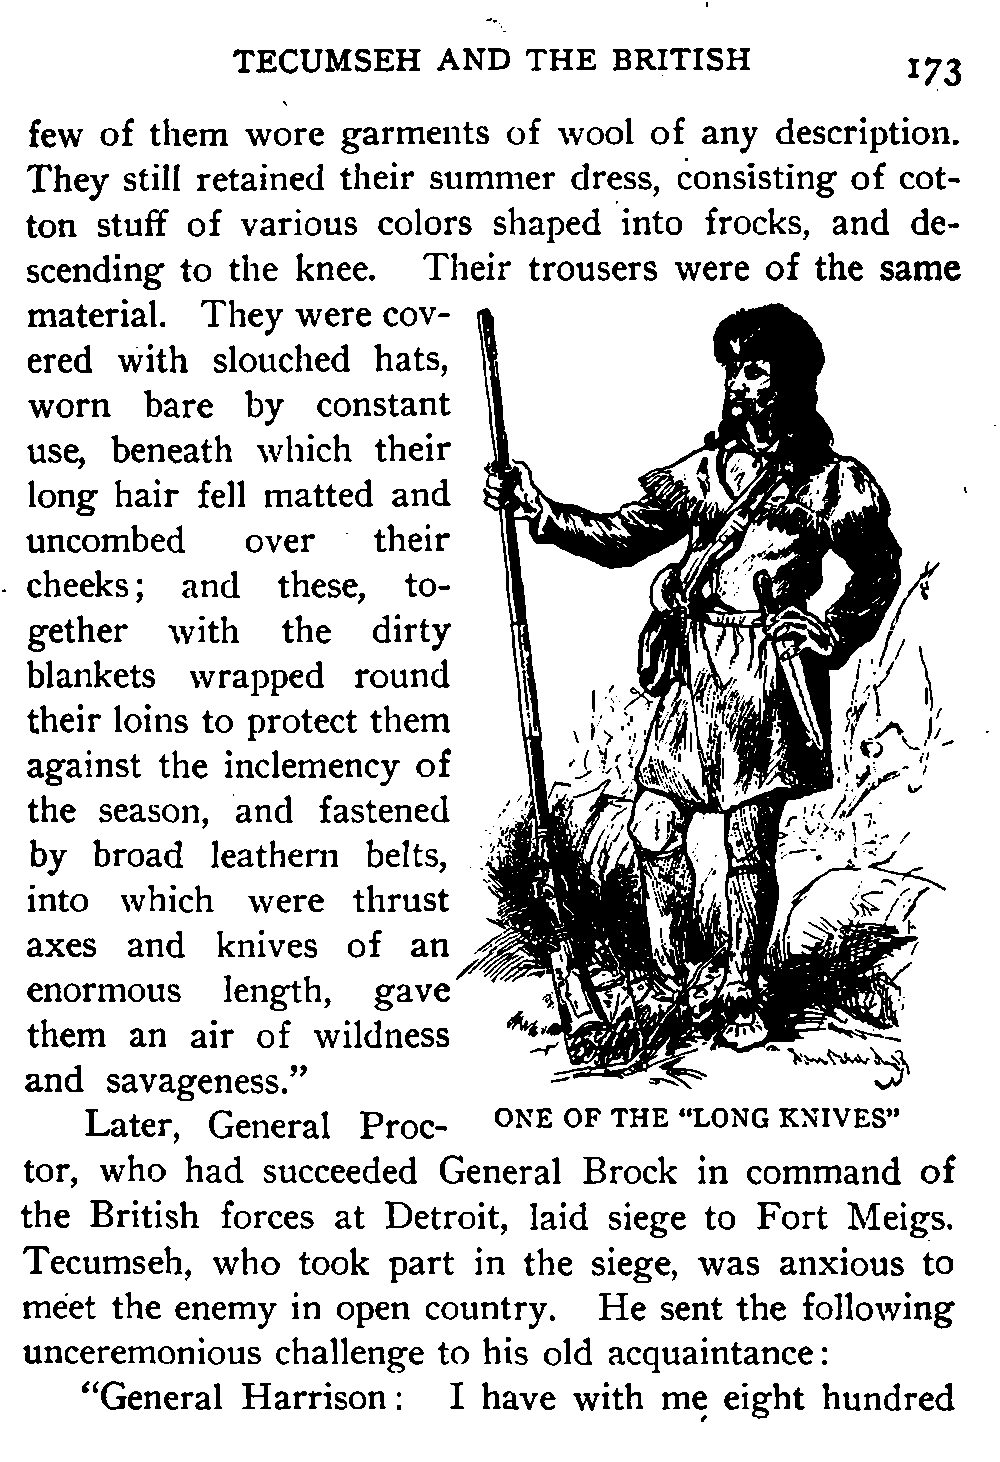 TECUMSEH AND THE BRITISH 173
few of them wore garments of wool of any description.
They still retained their summer dress, consisting of cot-
ton stuff of various colors shaped into frocks, and de-
scending to the knee. Their trousers were of the same
material. They were cov-
ered with slouched hats,
worn bare by constant
use, beneath which their
long hair fell matted and
uncombed over their
cheeks; and these, to-
gether with the dirty
blankets wrapped round
their loins to protect them
against the inclemency of
the season, and fastened
by broad leathern belts,
into which were thrust
axes and knives of an
enormous length, gave
them an air of wildness
and savageness.”
ONE OF THE “LONG KNIVES”
Later, General Proc-
tor, who had succeeded General Brock in command of
the British forces at Detroit, laid siege to Fort Meigs.
Tecumseh, who took part in the siege, was anxious to
meet the enemy in open country. He sent the following
unceremonious challenge to his old acquaintance:
“General Harrison: I have with me eight hundred